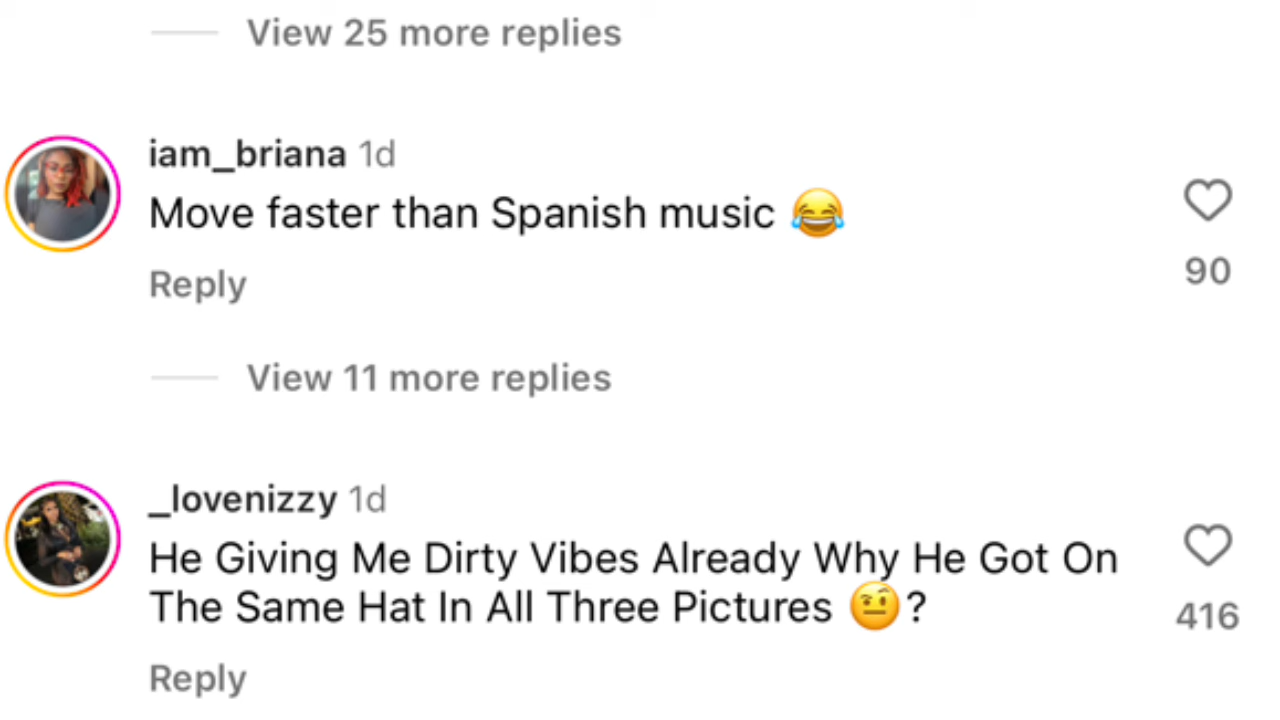 View 25 more replies
iam_briana 1d
Move faster than Spanish music 😂
90
Reply
View 11 more replies
_lovenizzy 1d
He Giving Me Dirty Vibes Already Why He Got On
The Same Hat In All Three Pictures 🤨?
416
Reply